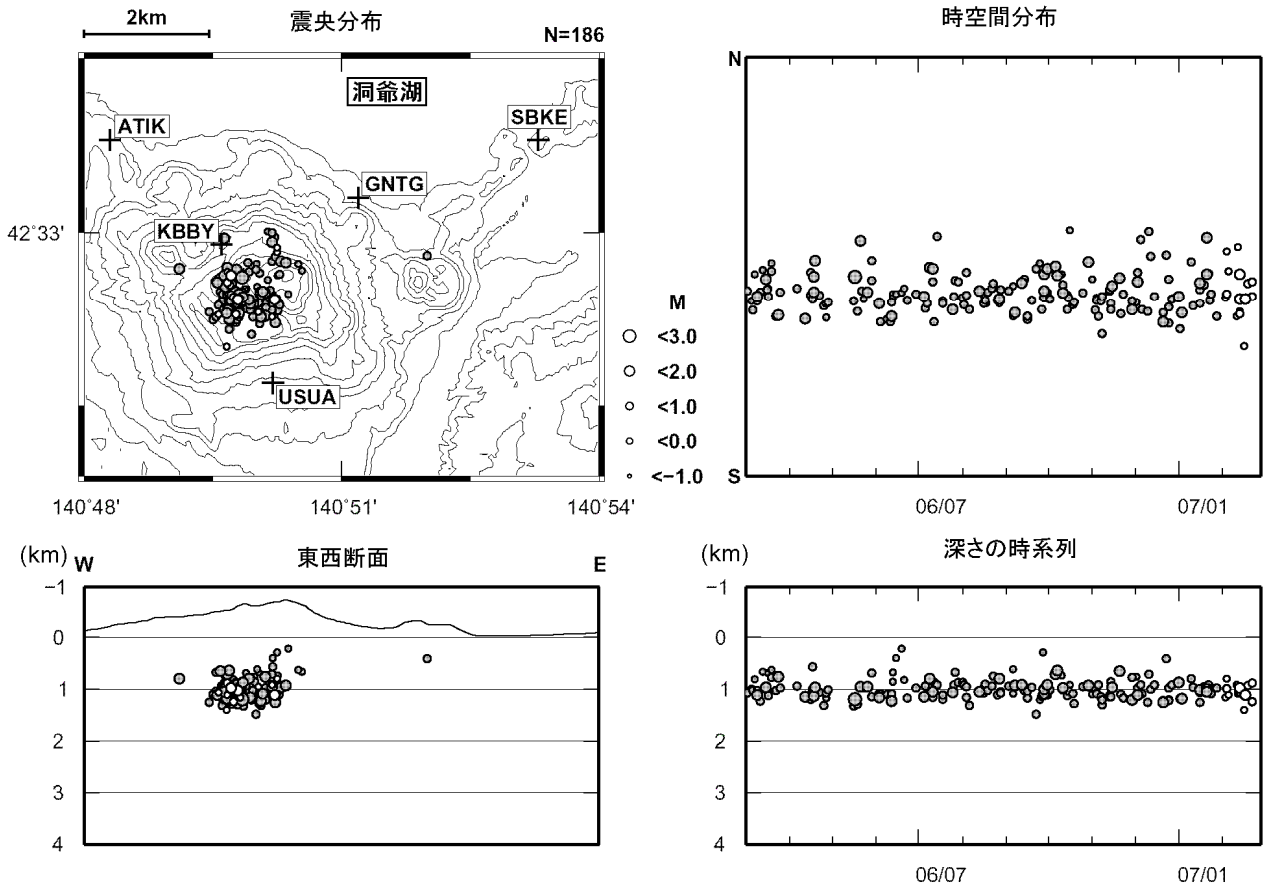 2km
震央分布
N=186
洞爺湖
ATIK
SBKE
GNTG
KBBY
USUA
42°33'
140°48'
140°51'
140°54'
M
<3.0
<2.0
<1.0
<0.0
<−1.0
時空間分布
N
S
06/07
07/01
(km)
W
東西断面
E
−1
0
1
2
3
4
(km)
深さの時系列
−1
0
1
2
3
4
06/07
07/01